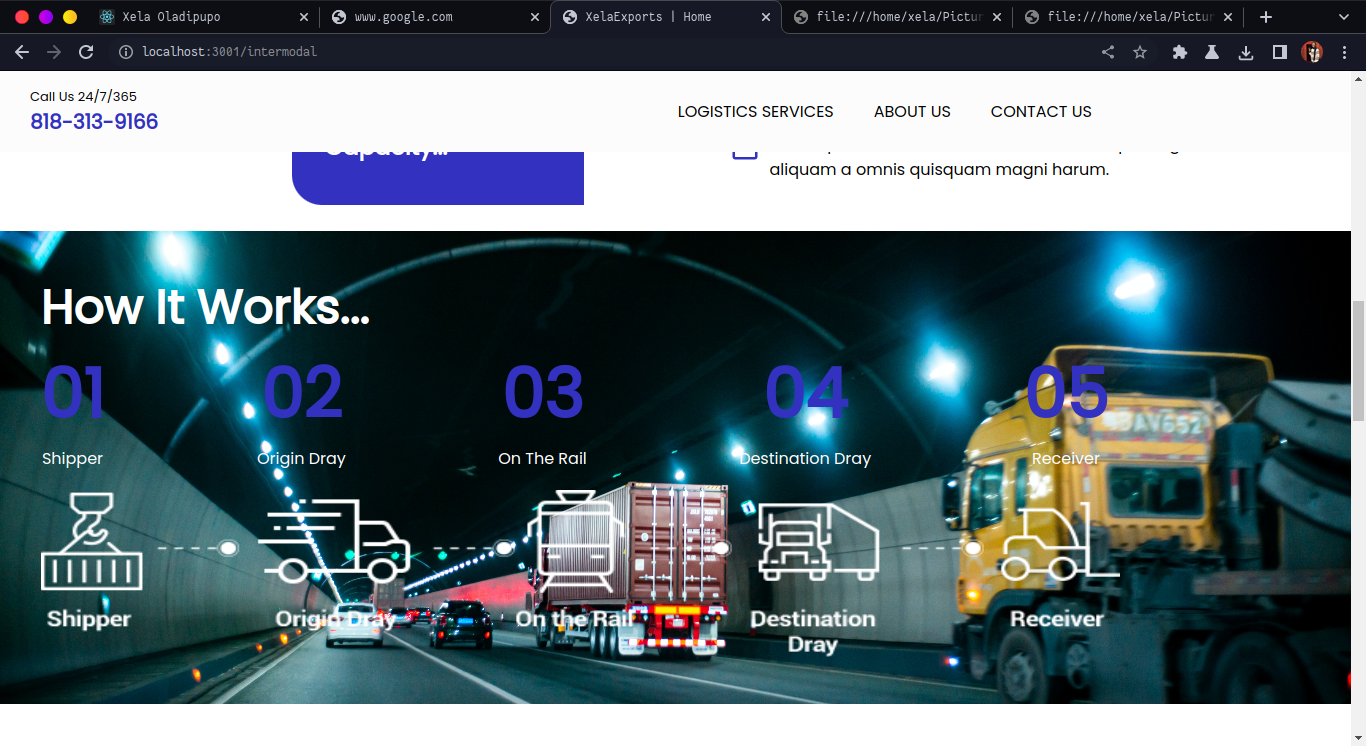 Xela Oladipupo
www.google.com
XelaExports | Home
file:///home/xela/Pictur
file:///home/xela/Pictur
localhost:3001/intermodal
Call Us 24/7/365
818-313-9166
LOGISTICS SERVICES
ABOUT US
CONTACT US
Capacity...
aliquam a omnis quisquam magni harum.
How It Works...
01
02
03
04
05
Shipper
Origin Dray
On The Rail
Destination Dray
Receiver
Shipper
Origin Dray
On the Rail
Destination
Dray
Receiver